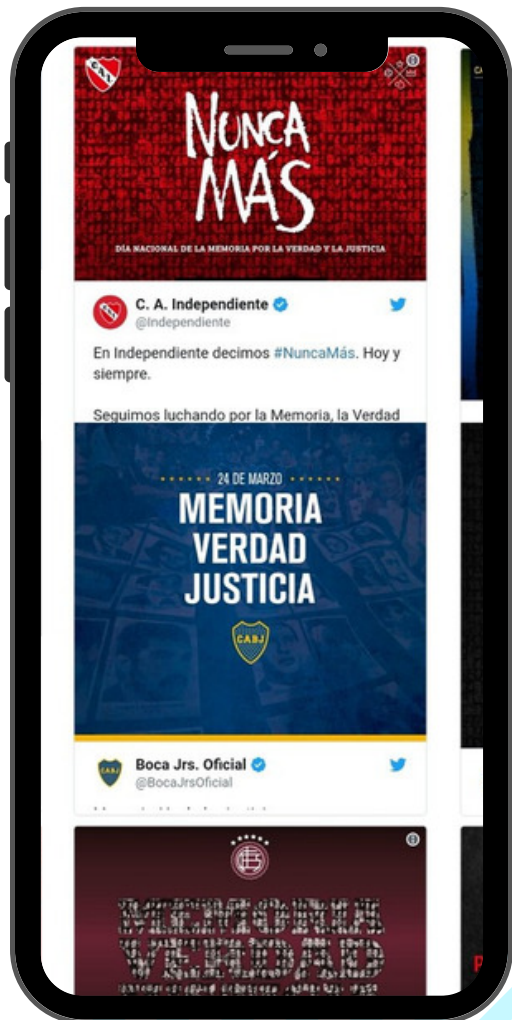 C.A.I.
NUNCA
MÁS
DÍA NACIONAL DE LA MEMORIA POR LA VERDAD Y LA JUSTICIA
C. A. Independiente
@Independiente
En Independiente decimos #NuncaMás. Hoy y
siempre.
Seguimos luchando por la Memoria, la Verdad
24 DE MARZO
MEMORIA
VERDAD
JUSTICIA
CABJ
CABJ
Boca Jrs. Oficial
@BocaJrsOficial
MEMORIA
VERDAD